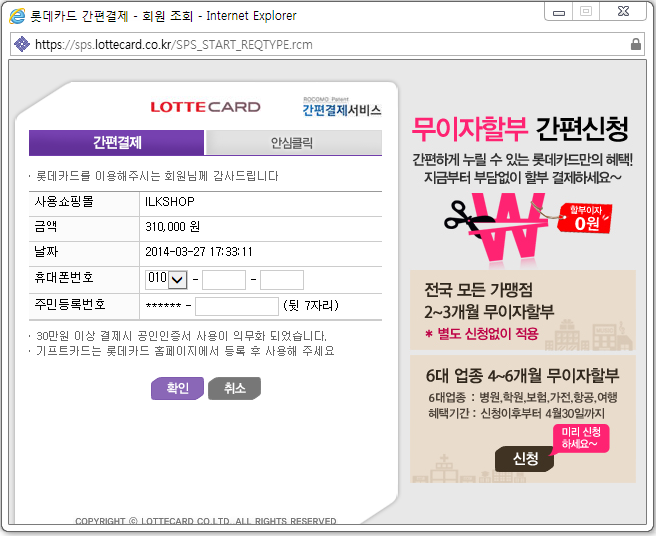 롯데카드 간편결제 - 회원 조회 - Internet Explorer
https://sps.lottecard.co.kr/SPS_START_REQTYPE.rcm
LOTTE CARD
ROCOMO Patent
간편결제서비스
간편결제
안심클릭
· 롯데카드를 이용해주시는 회원님께 감사드립니다
사용쇼핑몰 ILKSHOP
금액 310,000 원
날짜 2014-03-27 17:33:11
휴대폰번호 010 - -
주민등록번호 ****** - (뒷 7자리)
· 30만원 이상 결제시 공인인증서 사용이 의무화 되었습니다.
· 기프트카드는 롯데카드 홈페이지에서 등록 후 사용해 주세요
확인 취소
COPYRIGHT ⓒ LOTTECARD CO.LTD. ALL RIGHTS RESERVED
무이자할부 간편신청
간편하게 누릴 수 있는 롯데카드만의 혜택!
지금부터 부담없이 할부 결제하세요~
할부이자
0원
전국 모든 가맹점
2~3개월 무이자할부
* 별도 신청없이 적용
6대 업종 4~6개월 무이자할부
6대업종 : 병원,학원,보험,가전,항공,여행
혜택기간 : 신청이후부터 4월30일까지
미리 신청
하세요~
신청